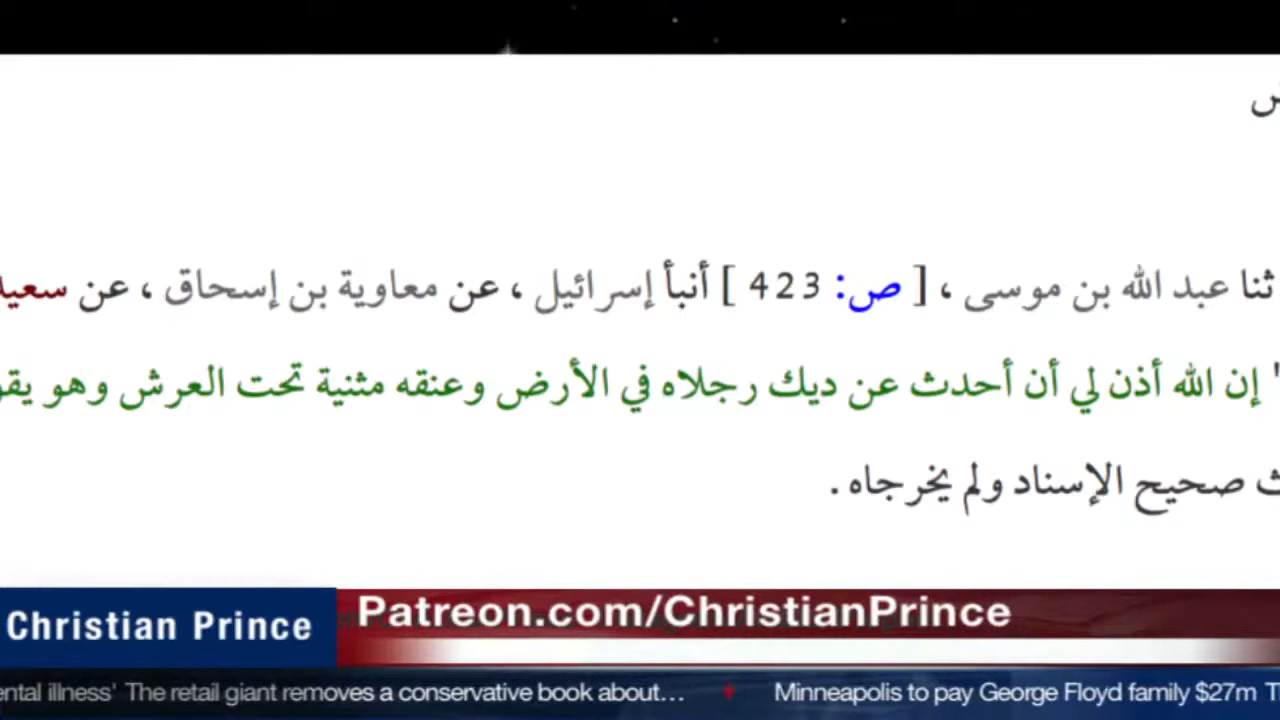 ثنا عبد الله بن موسى ، [ ص: 423 ] أنبأ إسرائيل ، عن معاوية بن إسحاق ، عن
" إن الله أذن لي أن أحدث عن ديك رجلاه في الأرض وعنقه مثنية تحت العرش وهو
صحيح الإسناد ولم يخرجاه .
Christian Prince
Patreon.com/ChristianPrince
illness' The retail giant removes a conservative book about... Minneapolis to pay George Floyd family $27m